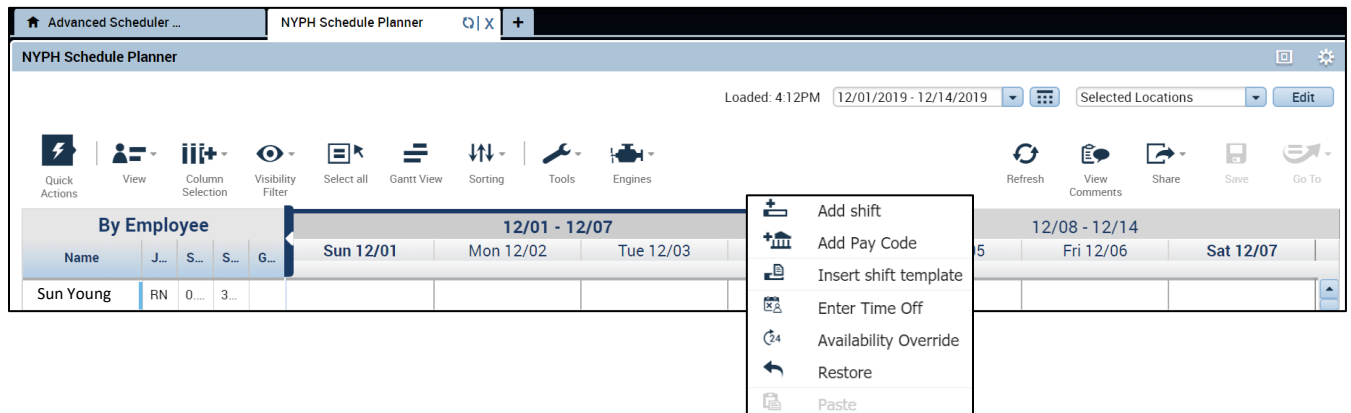 Advanced Scheduler ... NYPH Schedule Planner X +
NYPH Schedule Planner
Loaded: 4:12PM 12/01/2019 - 12/14/2019 Selected Locations Edit
Quick Actions View Column Selection Visibility Filter Select all Gantt View Sorting Tools Engines Refresh View Comments Share Save Go To
By Employee 12/01 - 12/07 12/08 - 12/14
Name J... S... S... G... Sun 12/01 Mon 12/02 Tue 12/03 05 Fri 12/06 Sat 12/07
Sun Young RN 0.... 3...
Add shift
Add Pay Code
Insert shift template
Enter Time Off
24 Availability Override
Restore
Paste